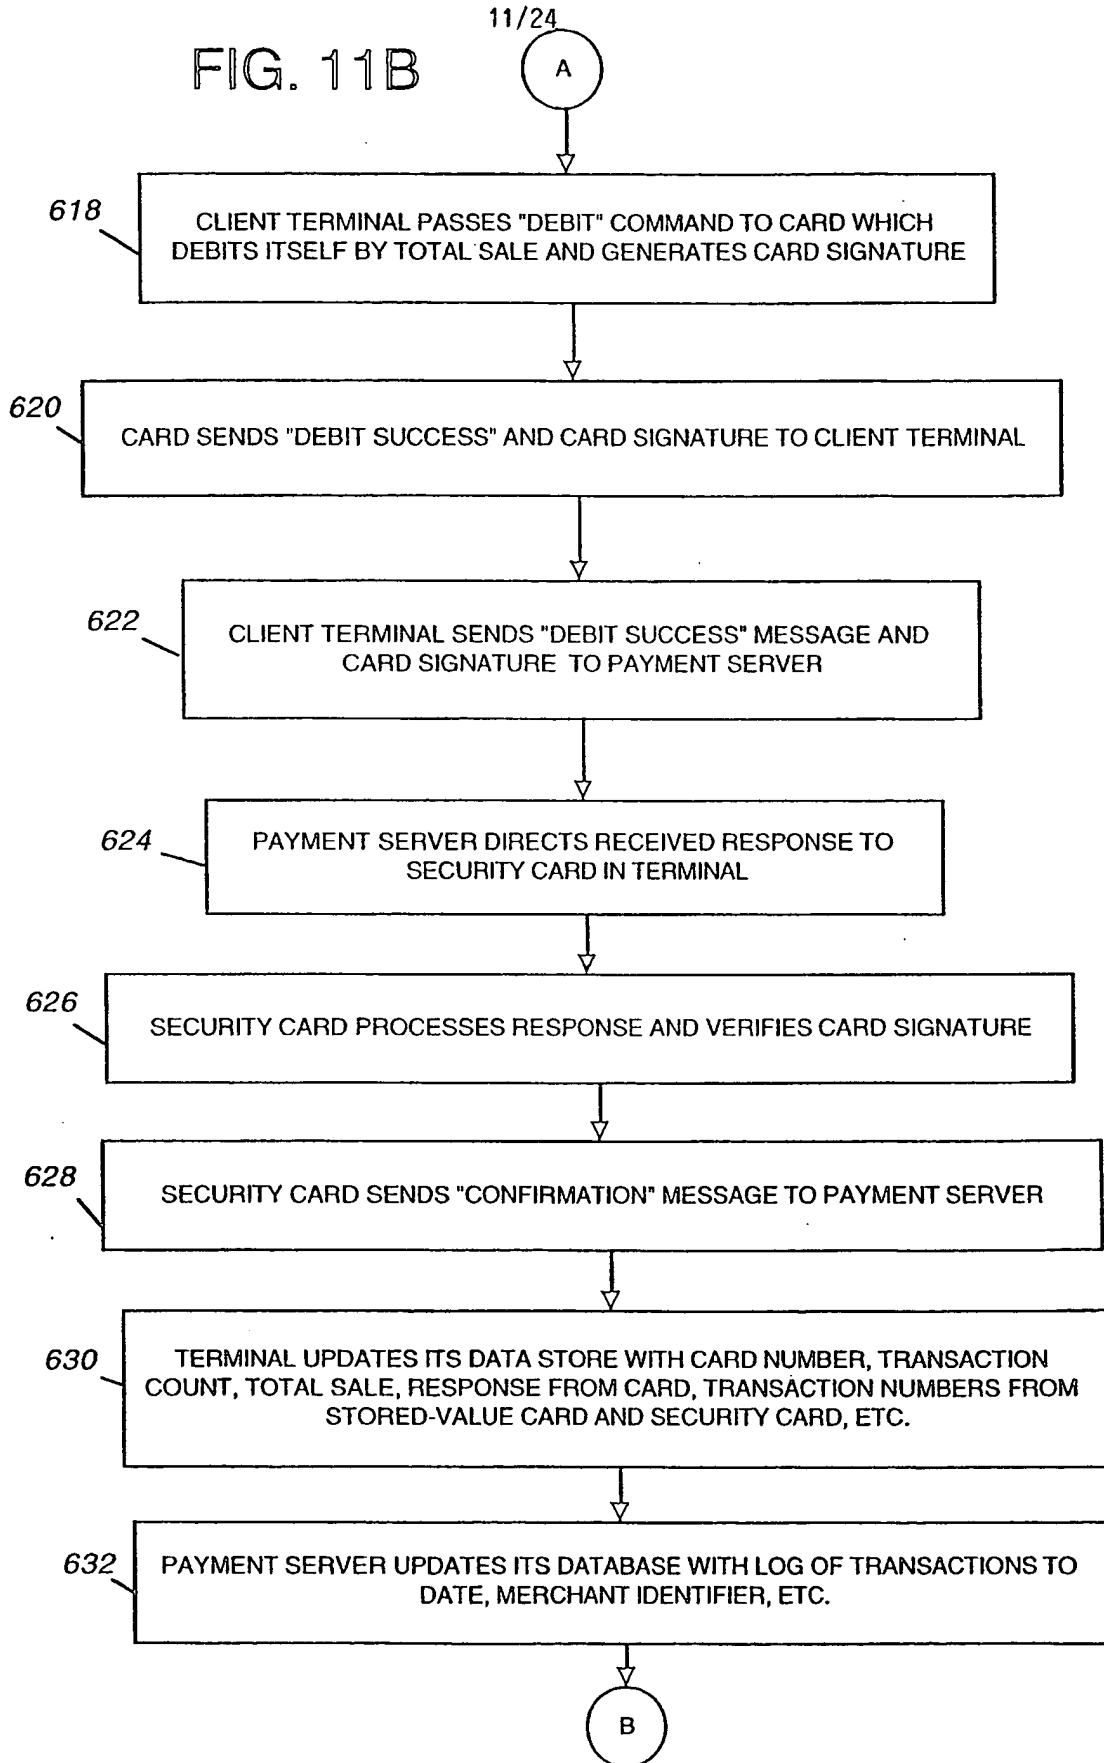 11/24
FIG. 11B
A
618
CLIENT TERMINAL PASSES "DEBIT" COMMAND TO CARD WHICH
DEBITS ITSELF BY TOTAL SALE AND GENERATES CARD SIGNATURE
620
CARD SENDS "DEBIT SUCCESS" AND CARD SIGNATURE TO CLIENT TERMINAL
622
CLIENT TERMINAL SENDS "DEBIT SUCCESS" MESSAGE AND
CARD SIGNATURE TO PAYMENT SERVER
624
PAYMENT SERVER DIRECTS RECEIVED RESPONSE TO
SECURITY CARD IN TERMINAL
626
SECURITY CARD PROCESSES RESPONSE AND VERIFIES CARD SIGNATURE
628
SECURITY CARD SENDS "CONFIRMATION" MESSAGE TO PAYMENT SERVER
630
TERMINAL UPDATES ITS DATA STORE WITH CARD NUMBER, TRANSACTION
COUNT, TOTAL SALE, RESPONSE FROM CARD, TRANSACTION NUMBERS FROM
STORED-VALUE CARD AND SECURITY CARD, ETC.
632
PAYMENT SERVER UPDATES ITS DATABASE WITH LOG OF TRANSACTIONS TO
DATE, MERCHANT IDENTIFIER, ETC.
B